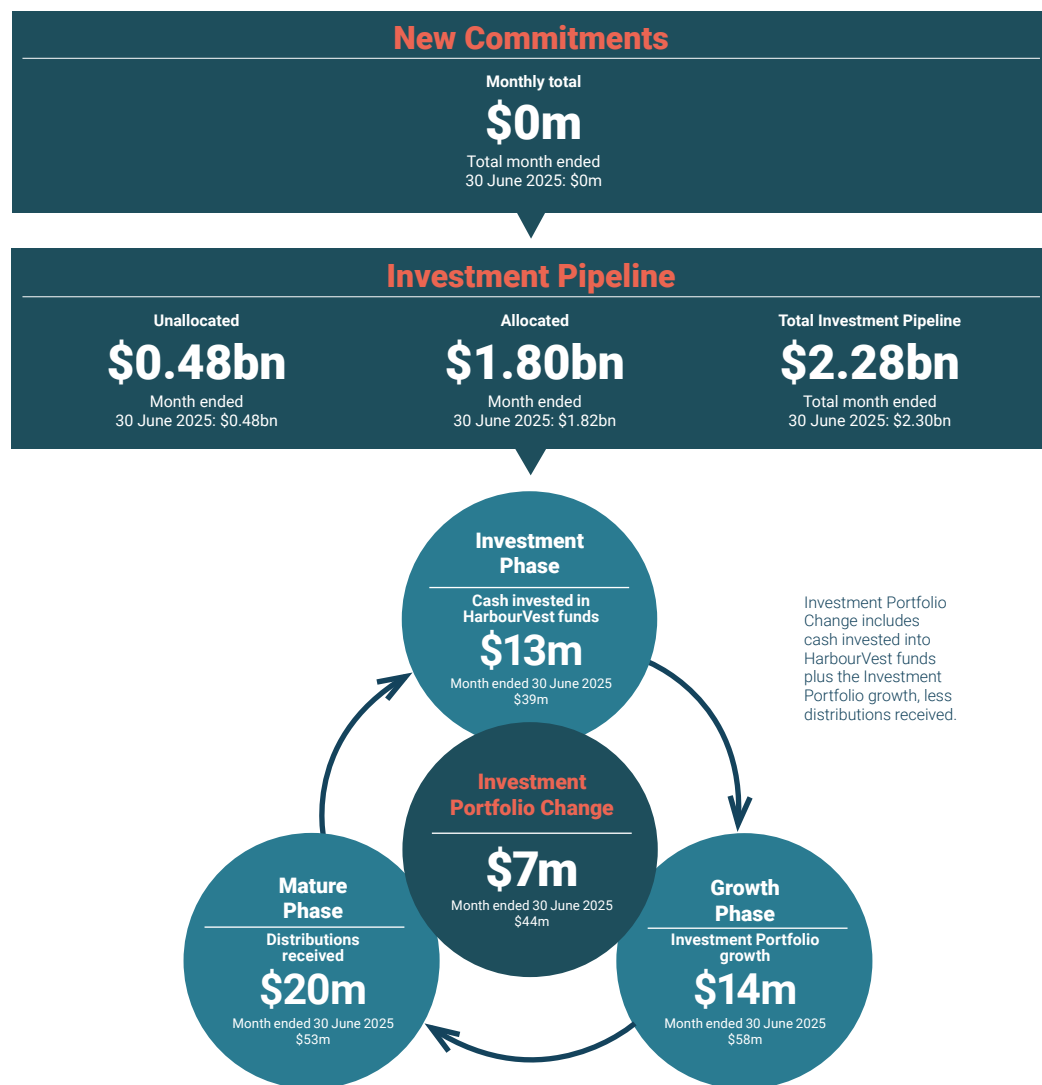 New Commitments
Monthly total
$0m
Total month ended
30 June 2025: $0m
Investment Pipeline
Unallocated
$0.48bn
Month ended
30 June 2025: $0.48bn
Allocated
$1.80bn
Month ended
30 June 2025: $1.82bn
Total Investment Pipeline
$2.28bn
Total month ended
30 June 2025: $2.30bn
Investment
Phase
Cash invested in
HarbourVest funds
$13m
Month ended 30 June 2025
$39m
Investment Portfolio
Change includes
cash invested into
HarbourVest funds
plus the Investment
Portfolio growth, less
distributions received.
Investment
Portfolio Change
$7m
Month ended 30 June 2025
$44m
Mature
Phase
Distributions
received
$20m
Month ended 30 June 2025
$53m
Growth
Phase
Investment Portfolio
growth
$14m
Month ended 30 June 2025
$58m